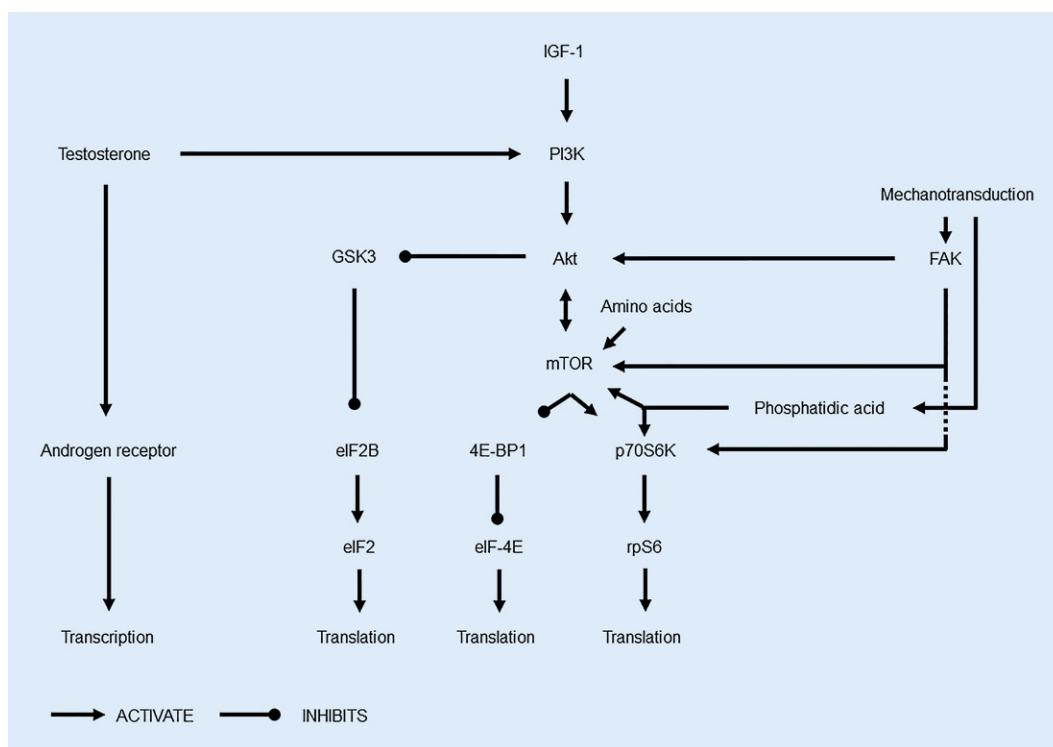 IGF-1
Testosterone
PI3K
Mechanotransduction
GSK3
Akt
FAK
Amino acids
mTOR
Phosphatidic acid
Androgen receptor
eIF2B
4E-BP1
p70S6K
eIF2
eIF-4E
rpS6
Transcription
Translation
Translation
Translation
ACTIVATE
INHIBITS